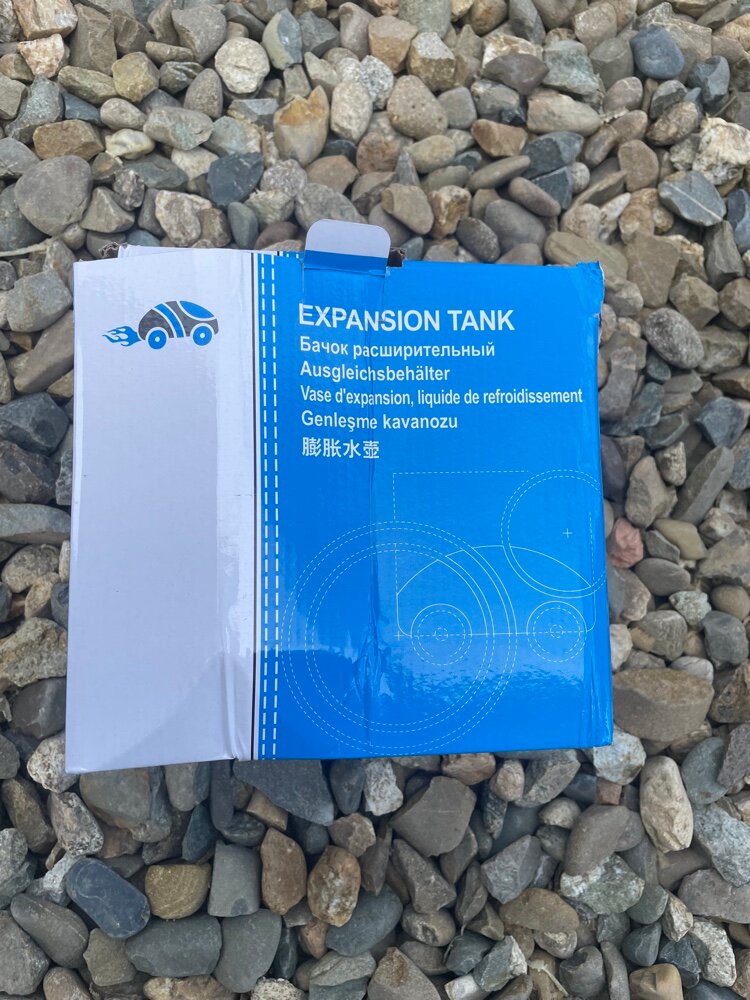 EXPANSION TANK
Бачок расширительный
Ausgleichsbehälter
Vase d'expansion, liquide de refroidissement
Genleşme kavanozu
膨胀水壶